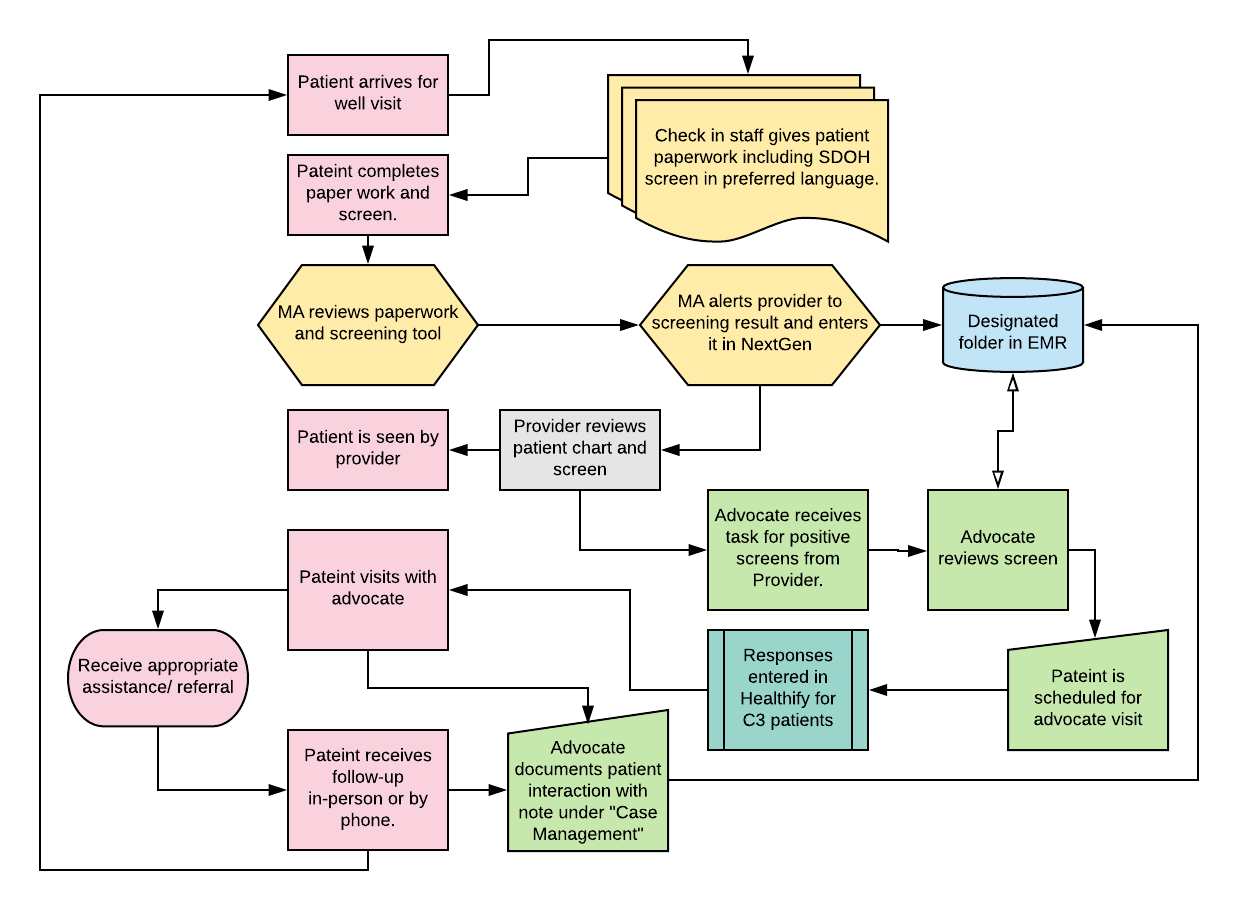 Patient arrives for
well visit
Check in staff gives patient
paperwork including SDOH
screen in preferred language.
Pateint completes
paper work and
screen.
MA reviews paperwork
and screening tool
MA alerts provider to
screening result and enters
it in NextGen
Designated
folder in EMR
Patient is seen by
provider
Provider reviews
patient chart and
screen
Advocate receives
task for positive
screens from
Provider.
Advocate
reviews screen
Pateint visits with
advocate
Receive appropriate
assistance/ referral
Responses
entered in
Healthify for
C3 patients
Pateint is
scheduled for
advocate visit
Pateint receives
follow-up
in-person or by
phone.
Advocate
documents patient
interaction with
note under "Case
Management"